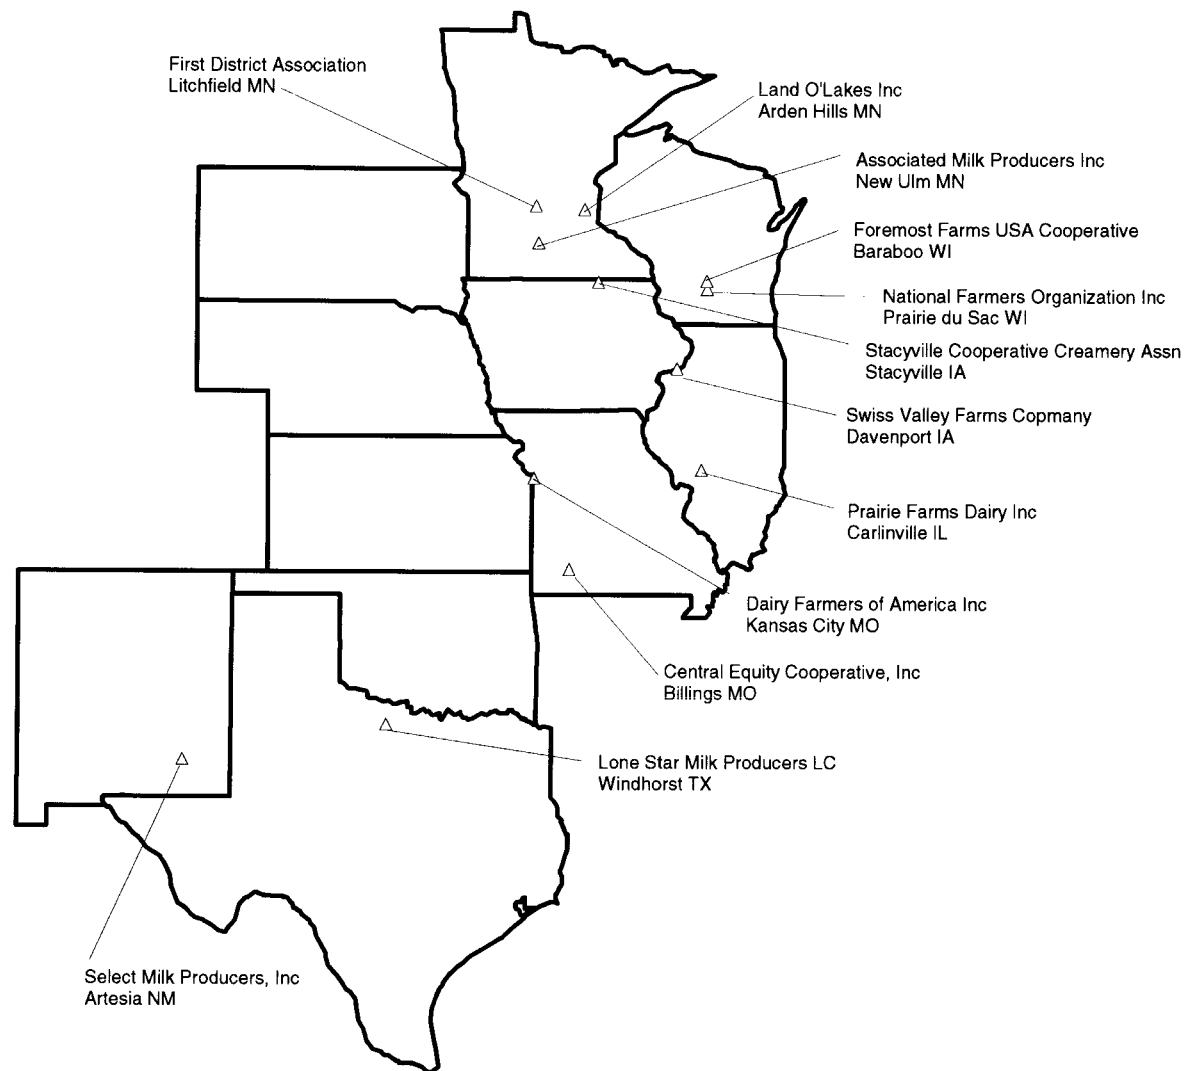 First District Association
Litchfield MN
Land O'Lakes Inc
Arden Hills MN
Associated Milk Producers Inc
New Ulm MN
Foremost Farms USA Cooperative
Baraboo WI
National Farmers Organization Inc
Prairie du Sac WI
Stacyville Cooperative Creamery Assn
Stacyville IA
Swiss Valley Farms Copmany
Davenport IA
Prairie Farms Dairy Inc
Carlinville IL
Dairy Farmers of America Inc
Kansas City MO
Central Equity Cooperative, Inc
Billings MO
Lone Star Milk Producers LC
Windhorst TX
Select Milk Producers, Inc
Artesia NM